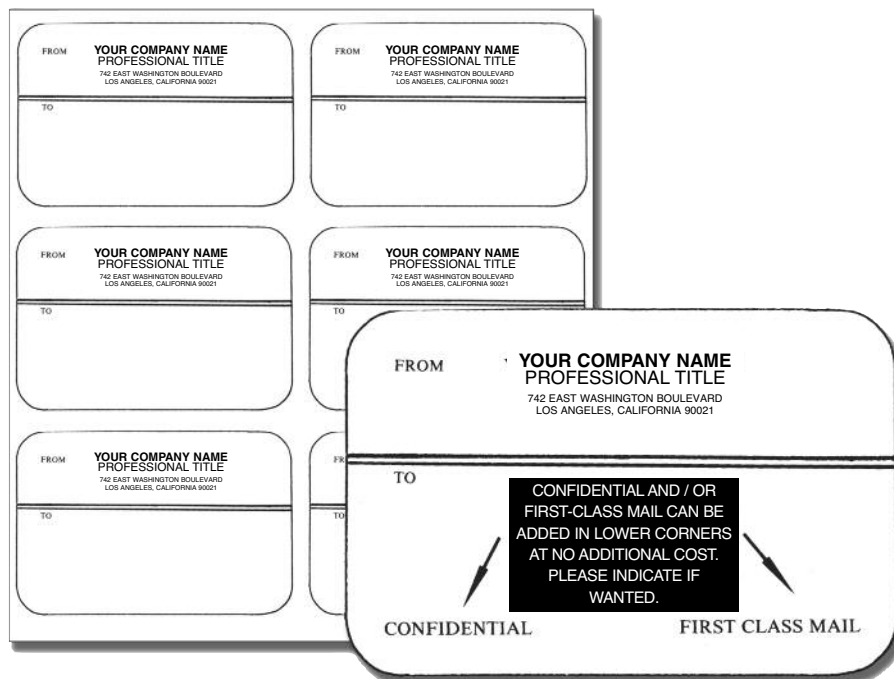 FROM
YOUR COMPANY NAME
PROFESSIONAL TITLE
742 EAST WASHINGTON BOULEVARD
LOS ANGELES, CALIFORNIA 90021
TO
FROM
YOUR COMPANY NAME
PROFESSIONAL TITLE
742 EAST WASHINGTON BOULEVARD
LOS ANGELES, CALIFORNIA 90021
TO
FROM
YOUR COMPANY NAME
PROFESSIONAL TITLE
742 EAST WASHINGTON BOULEVARD
LOS ANGELES, CALIFORNIA 90021
TO
FROM
YOUR COMPANY NAME
PROFESSIONAL TITLE
742 EAST WASHINGTON BOULEVARD
LOS ANGELES, CALIFORNIA 90021
TO
FROM
YOUR COMPANY NAME
PROFESSIONAL TITLE
742 EAST WASHINGTON BOULEVARD
LOS ANGELES, CALIFORNIA 90021
TO
FR
TO
FROM
YOUR COMPANY NAME
PROFESSIONAL TITLE
742 EAST WASHINGTON BOULEVARD
LOS ANGELES, CALIFORNIA 90021
TO
CONFIDENTIAL AND / OR
FIRST-CLASS MAIL CAN BE
ADDED IN LOWER CORNERS
AT NO ADDITIONAL COST.
PLEASE INDICATE IF
WANTED.
CONFIDENTIAL
FIRST CLASS MAIL